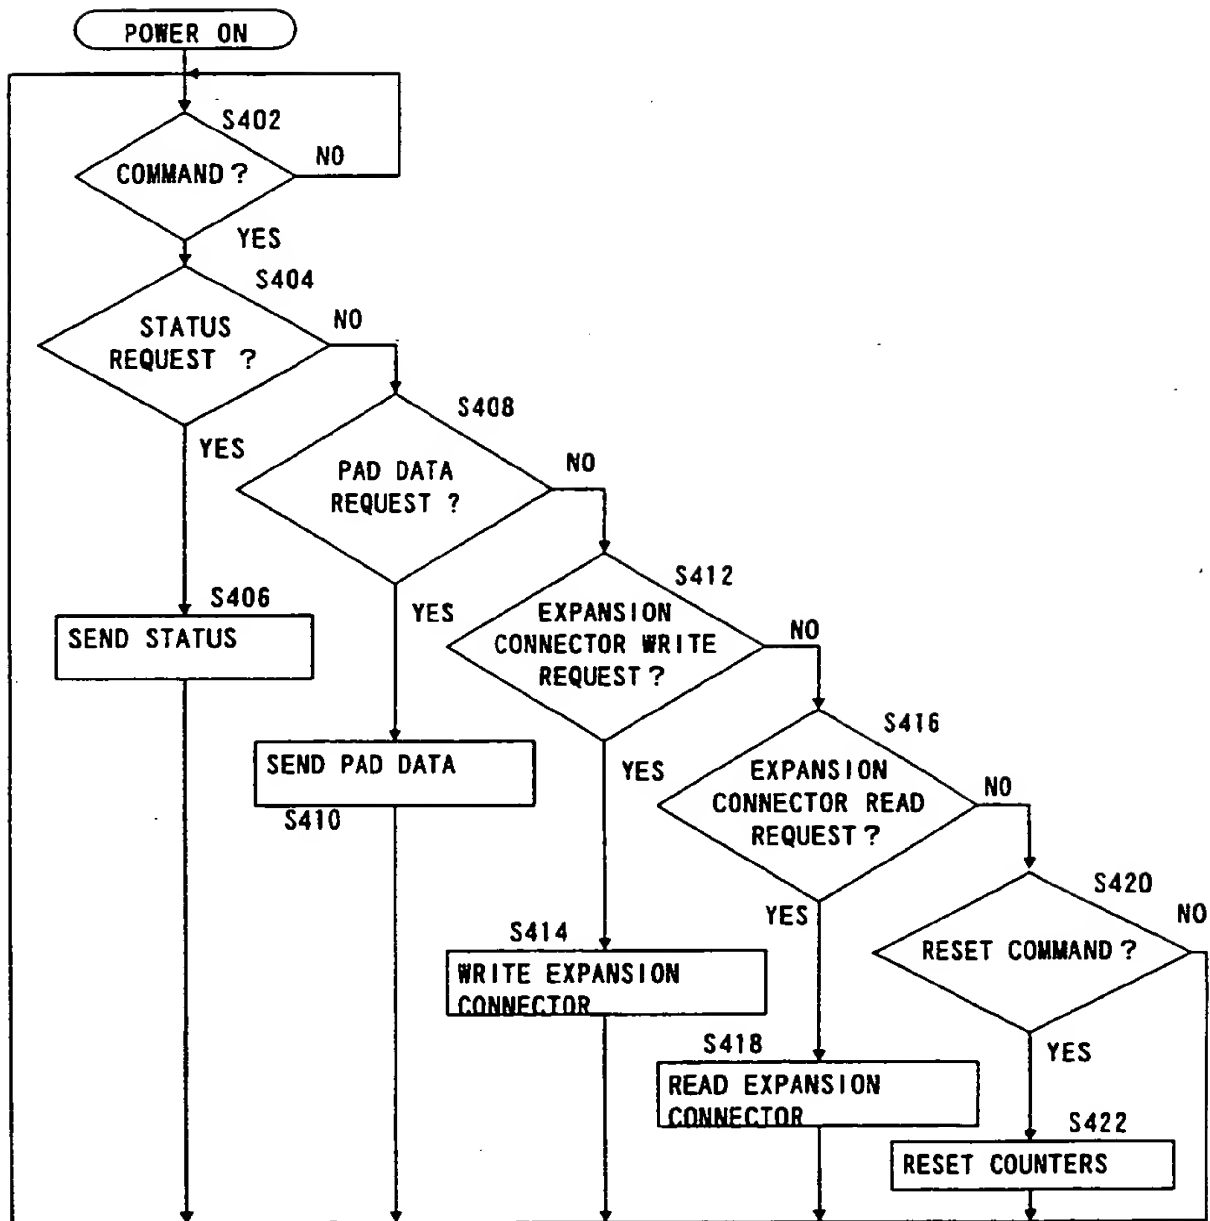 POWER ON
S402
COMMAND?
NO
YES
S404
STATUS
REQUEST ?
NO
YES
S408
PAD DATA
REQUEST ?
NO
YES
S406
SEND STATUS
S412
EXPANSION
CONNECTOR WRITE
REQUEST?
NO
YES
S410
SEND PAD DATA
S416
EXPANSION
CONNECTOR READ
REQUEST?
NO
YES
S414
WRITE EXPANSION
CONNECTOR
S420
RESET COMMAND?
NO
YES
S418
READ EXPANSION
CONNECTOR
S422
RESET COUNTERS